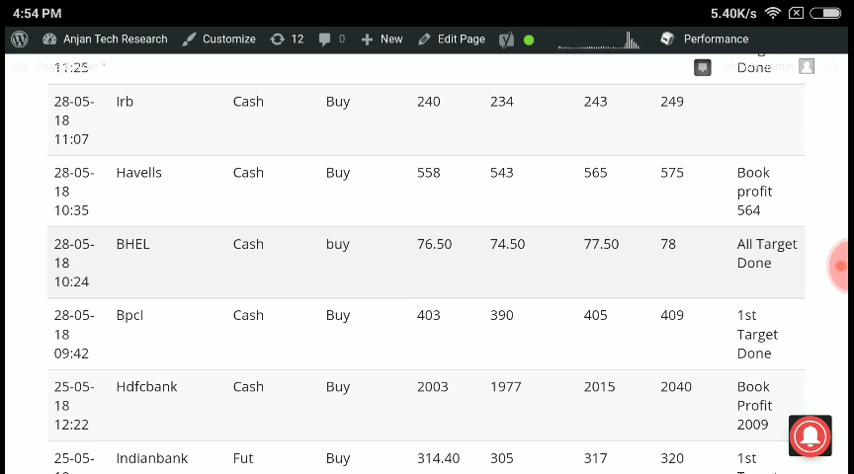 4:54 PM 5.40K/s
Anjan Tech Research Customize 12 0 New Edit Page Performance
11:25 Done
28-05-18 11:07 Irb Cash Buy 240 234 243 249
28-05-18 10:35 Havells Cash Buy 558 543 565 575 Book profit 564
28-05-18 10:24 BHEL Cash buy 76.50 74.50 77.50 78 All Target Done
28-05-18 09:42 Bpcl Cash Buy 403 390 405 409 1st Target Done
25-05-18 12:22 Hdfcbank Cash Buy 2003 1977 2015 2040 Book Profit 2009
25-05- Indianbank Fut Buy 314.40 305 317 320 1st